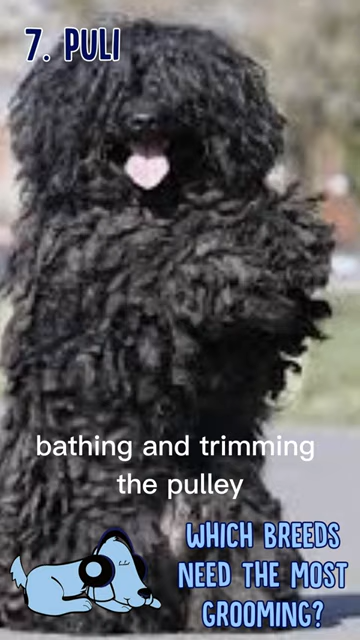 7. PULI
bathing and trimming
the pulley
WHICH BREEDS
NEED THE MOST
GROOMING?